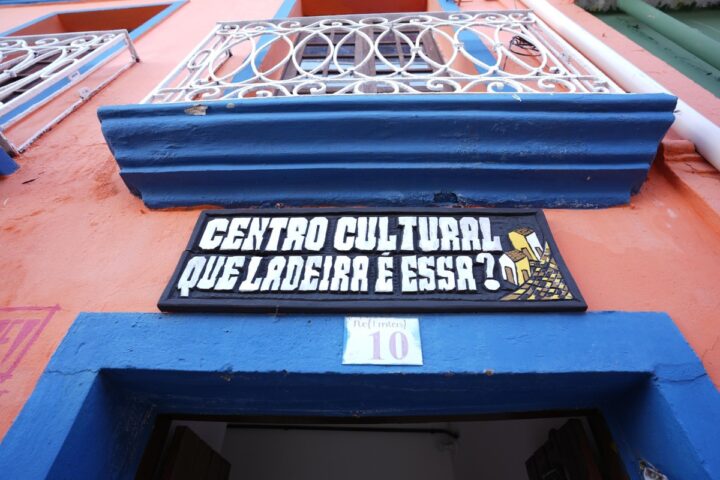 CENTRO CULTURAL
QUE LADEIRA É ESSA?
10